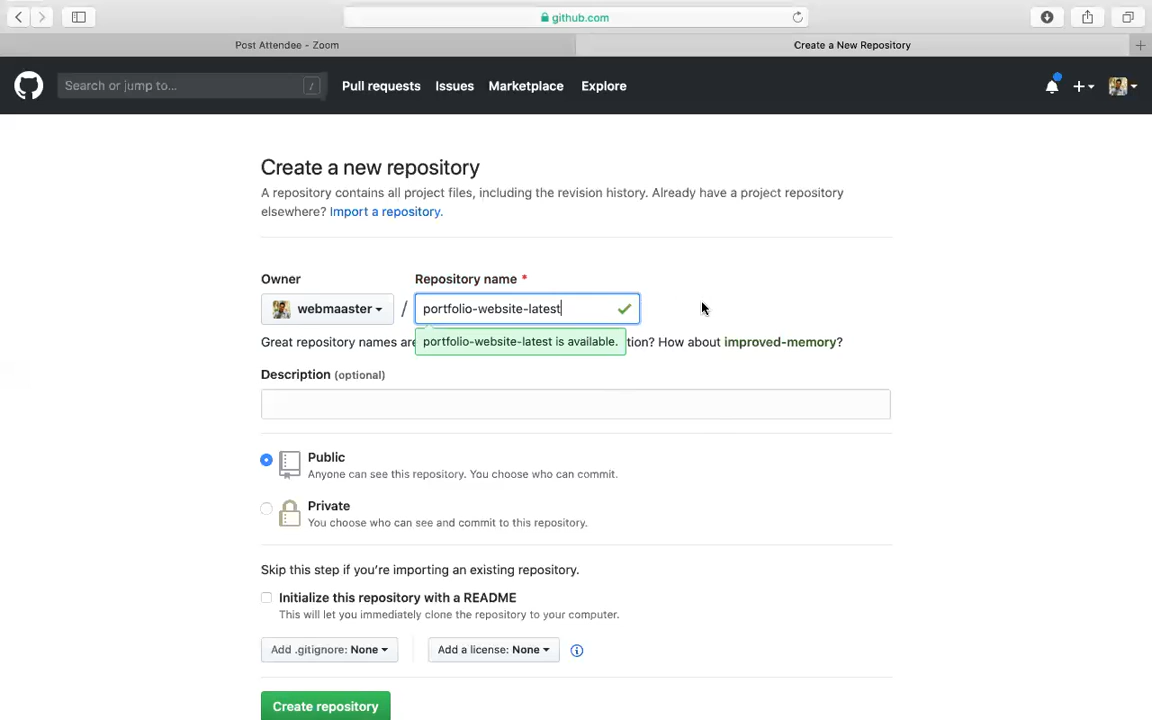 github.com
Post Attendee - Zoom
Create a New Repository
Search or jump to...
/
Pull requests
Issues
Marketplace
Explore
Create a new repository
A repository contains all project files, including the revision history. Already have a project repository
elsewhere? Import a repository.
Owner
Repository name *
webmaaster
/
portfolio-website-latest
Great repository names are
portfolio-website-latest is available.
tion? How about improved-memory?
Description (optional)
Public
Anyone can see this repository. You choose who can commit.
Private
You choose who can see and commit to this repository.
Skip this step if you're importing an existing repository.
Initialize this repository with a README
This will let you immediately clone the repository to your computer.
Add .gitignore: None
Add a license: None
Create repository